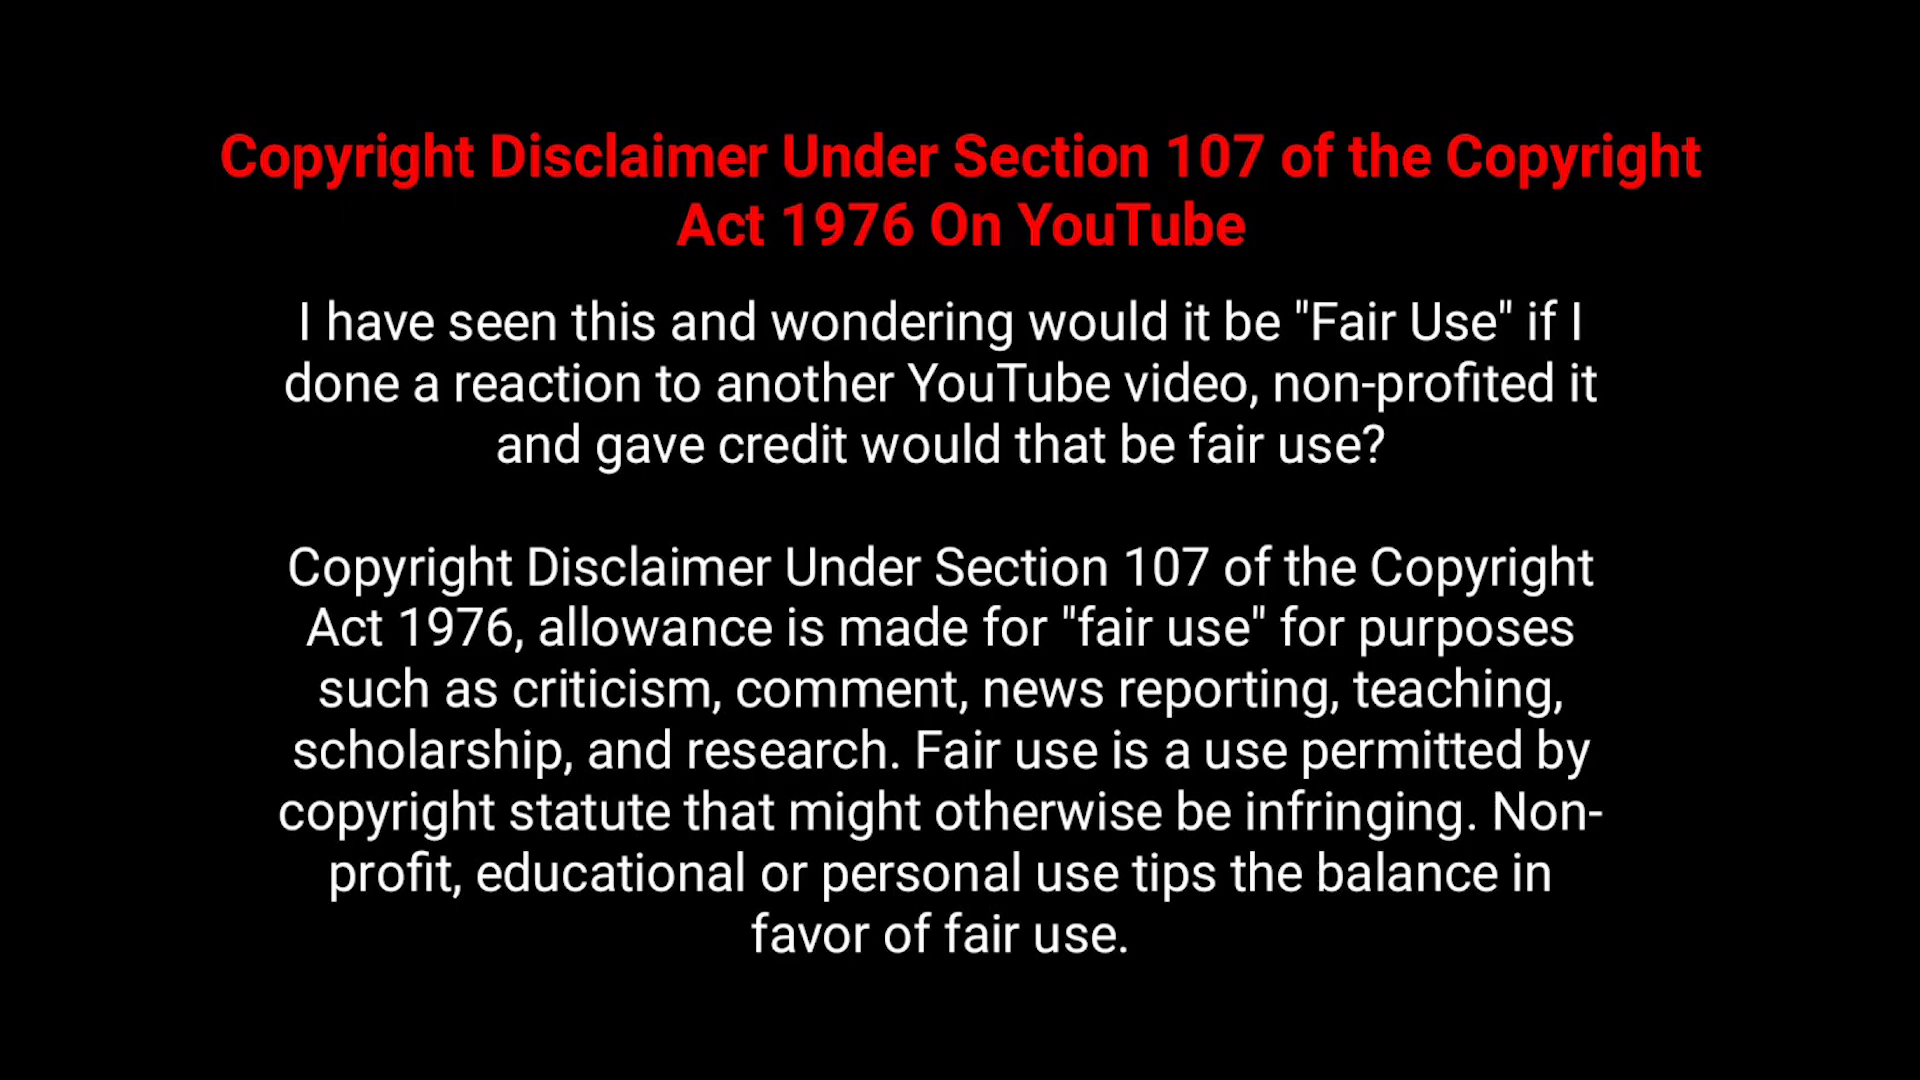 Copyright Disclaimer Under Section 107 of the Copyright
Act 1976 On YouTube
I have seen this and wondering would it be "Fair Use" if I
done a reaction to another YouTube video, non-profited it
and gave credit would that be fair use?
Copyright Disclaimer Under Section 107 of the Copyright
Act 1976, allowance is made for "fair use" for purposes
such as criticism, comment, news reporting, teaching,
scholarship, and research. Fair use is a use permitted by
copyright statute that might otherwise be infringing. Non-
profit, educational or personal use tips the balance in
favor of fair use.